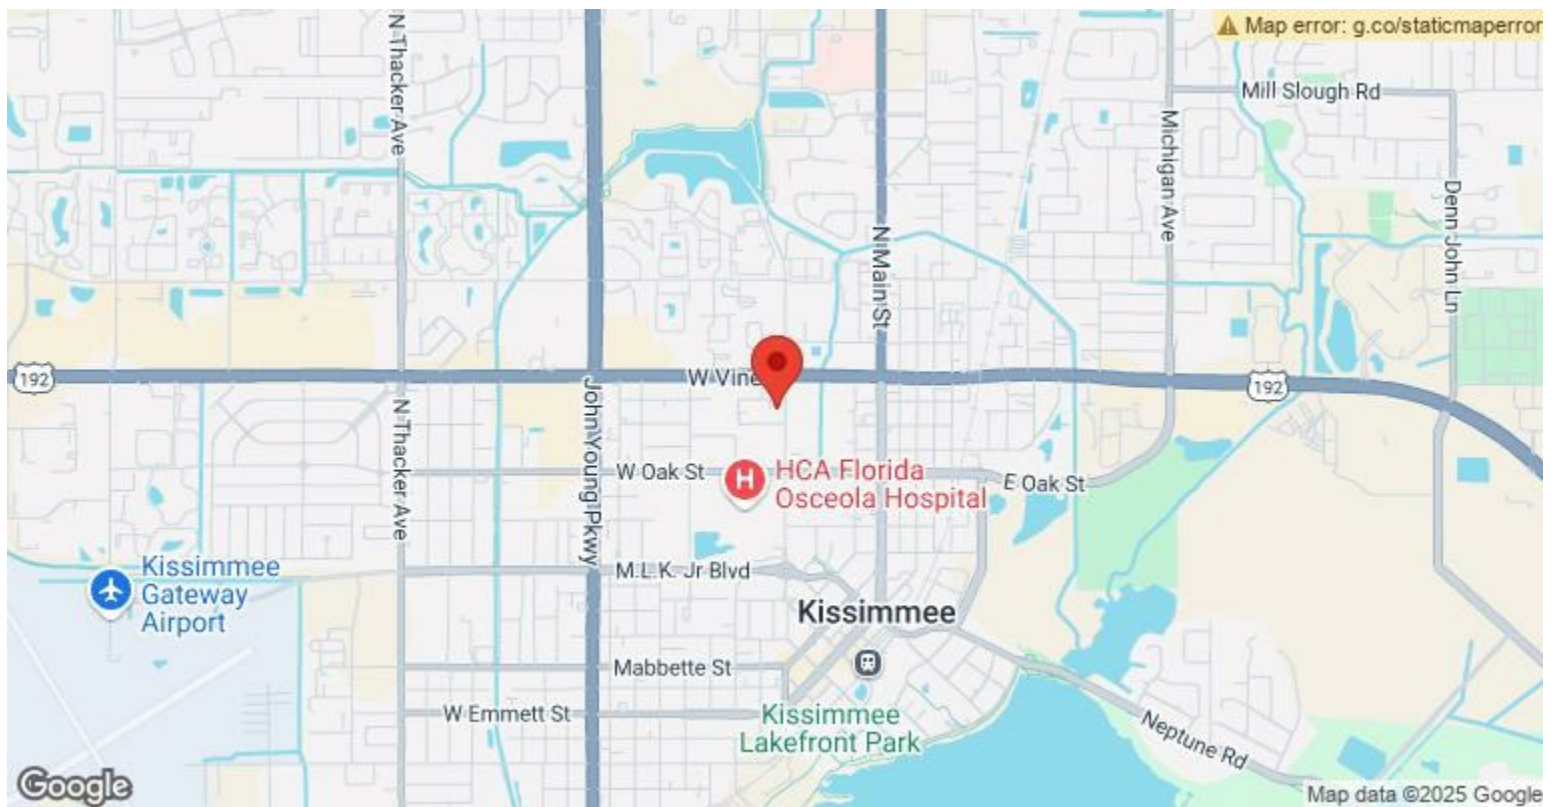 Map error: g.co/staticmaperror
N Thacker Ave
Mill Slough Rd
Michigan Ave
Denn John Ln
N Main St
192
W Vine
192
John Young Pkwy
N Thacker Ave
W Oak St
HCA Florida
Osceola Hospital
E Oak St
Kissimmee
Gateway
Airport
M.L.K. Jr Blvd
Kissimmee
Mabbette St
W Emmett St
Kissimmee
Lakefront Park
Neptune Rd
Google
Map data ©2025 Google